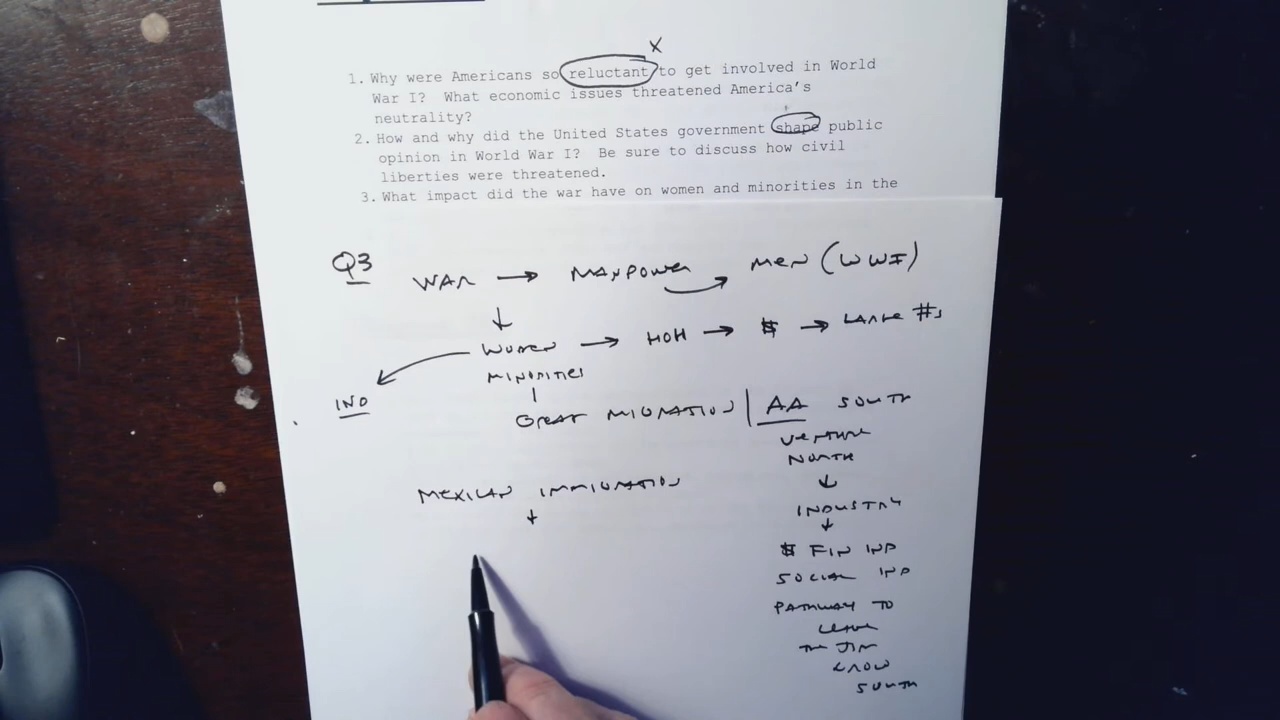 x
1. Why were Americans so reluctant to get involved in World
War I? What economic issues threatened America's
neutrality?
2. How and why did the United States government shape public
opinion in World War I? Be sure to discuss how civil
liberties were threatened.
3. What impact did the war have on women and minorities in the
Q3
WAR → MANPOWER → MEN (WWI)
↓
WOMEN → HOH → $ → LARGE #s
MINORITIES
IND
GREAT MIGRATION | AA SOUTH
VENTURE
NORTH
↓
MEXICAN IMMIGRATION
↓
INDUSTRY
↓
$ FIN IND
SOCIAL IND
PATHWAY TO
LEAVE
THE JIM
CROW
SOUTH